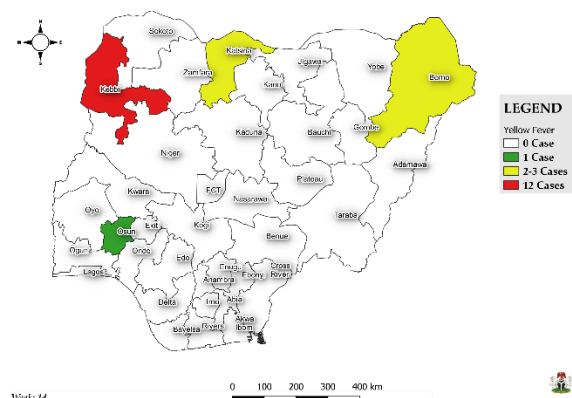 Sokoto
Katsina
Jigawa
Yobe
Borno
Zamfara
Kebbi
Kano
Gombe
Kaduna
Bauchi
Adamawa
Niger
Plateau
FCT
Kwara
Nasarawa
Taraba
Oyo
Osun
Ekiti
Kogi
Benue
Ogun
Ondo
Edo
Lagos
Enugu
Ebony
Cross
River
Anambra
Delta
Imo
Abia
Akwa
Ibom
Bayelsa
Rivers
LEGEND
Yellow Fever
0 Case
1 Case
2-3 Cases
12 Cases
0 100 200 300 400 km